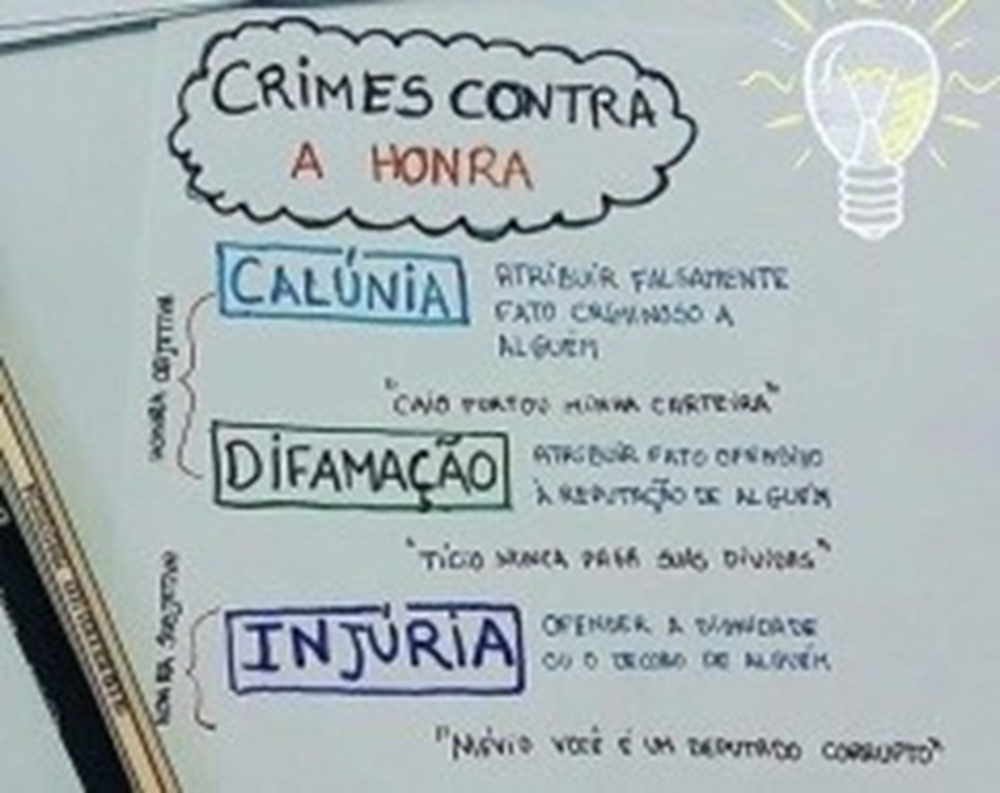 CRIMES CONTRA
A HONRA
CALÚNIA
ATRIBUIR FALSAMENTE
FATO CRIMINOSO A
ALGUÉM
"CAIO FURTOU MINHA CARTEIRA"
HONRA OBJETIVA
DIFAMAÇÃO
ATRIBUIR FATO OFENSIVO
À REPUTAÇÃO DE ALGUÉM
"TÍCIO NUNCA PAGA SUAS DÍVIDAS"
HONRA SUBJETIVA
INJÚRIA
OFENDER A DIGNIDADE
OU O DECORO DE ALGUÉM
"MÉVIO VOCÊ É UM DEPUTADO CORRUPTO"